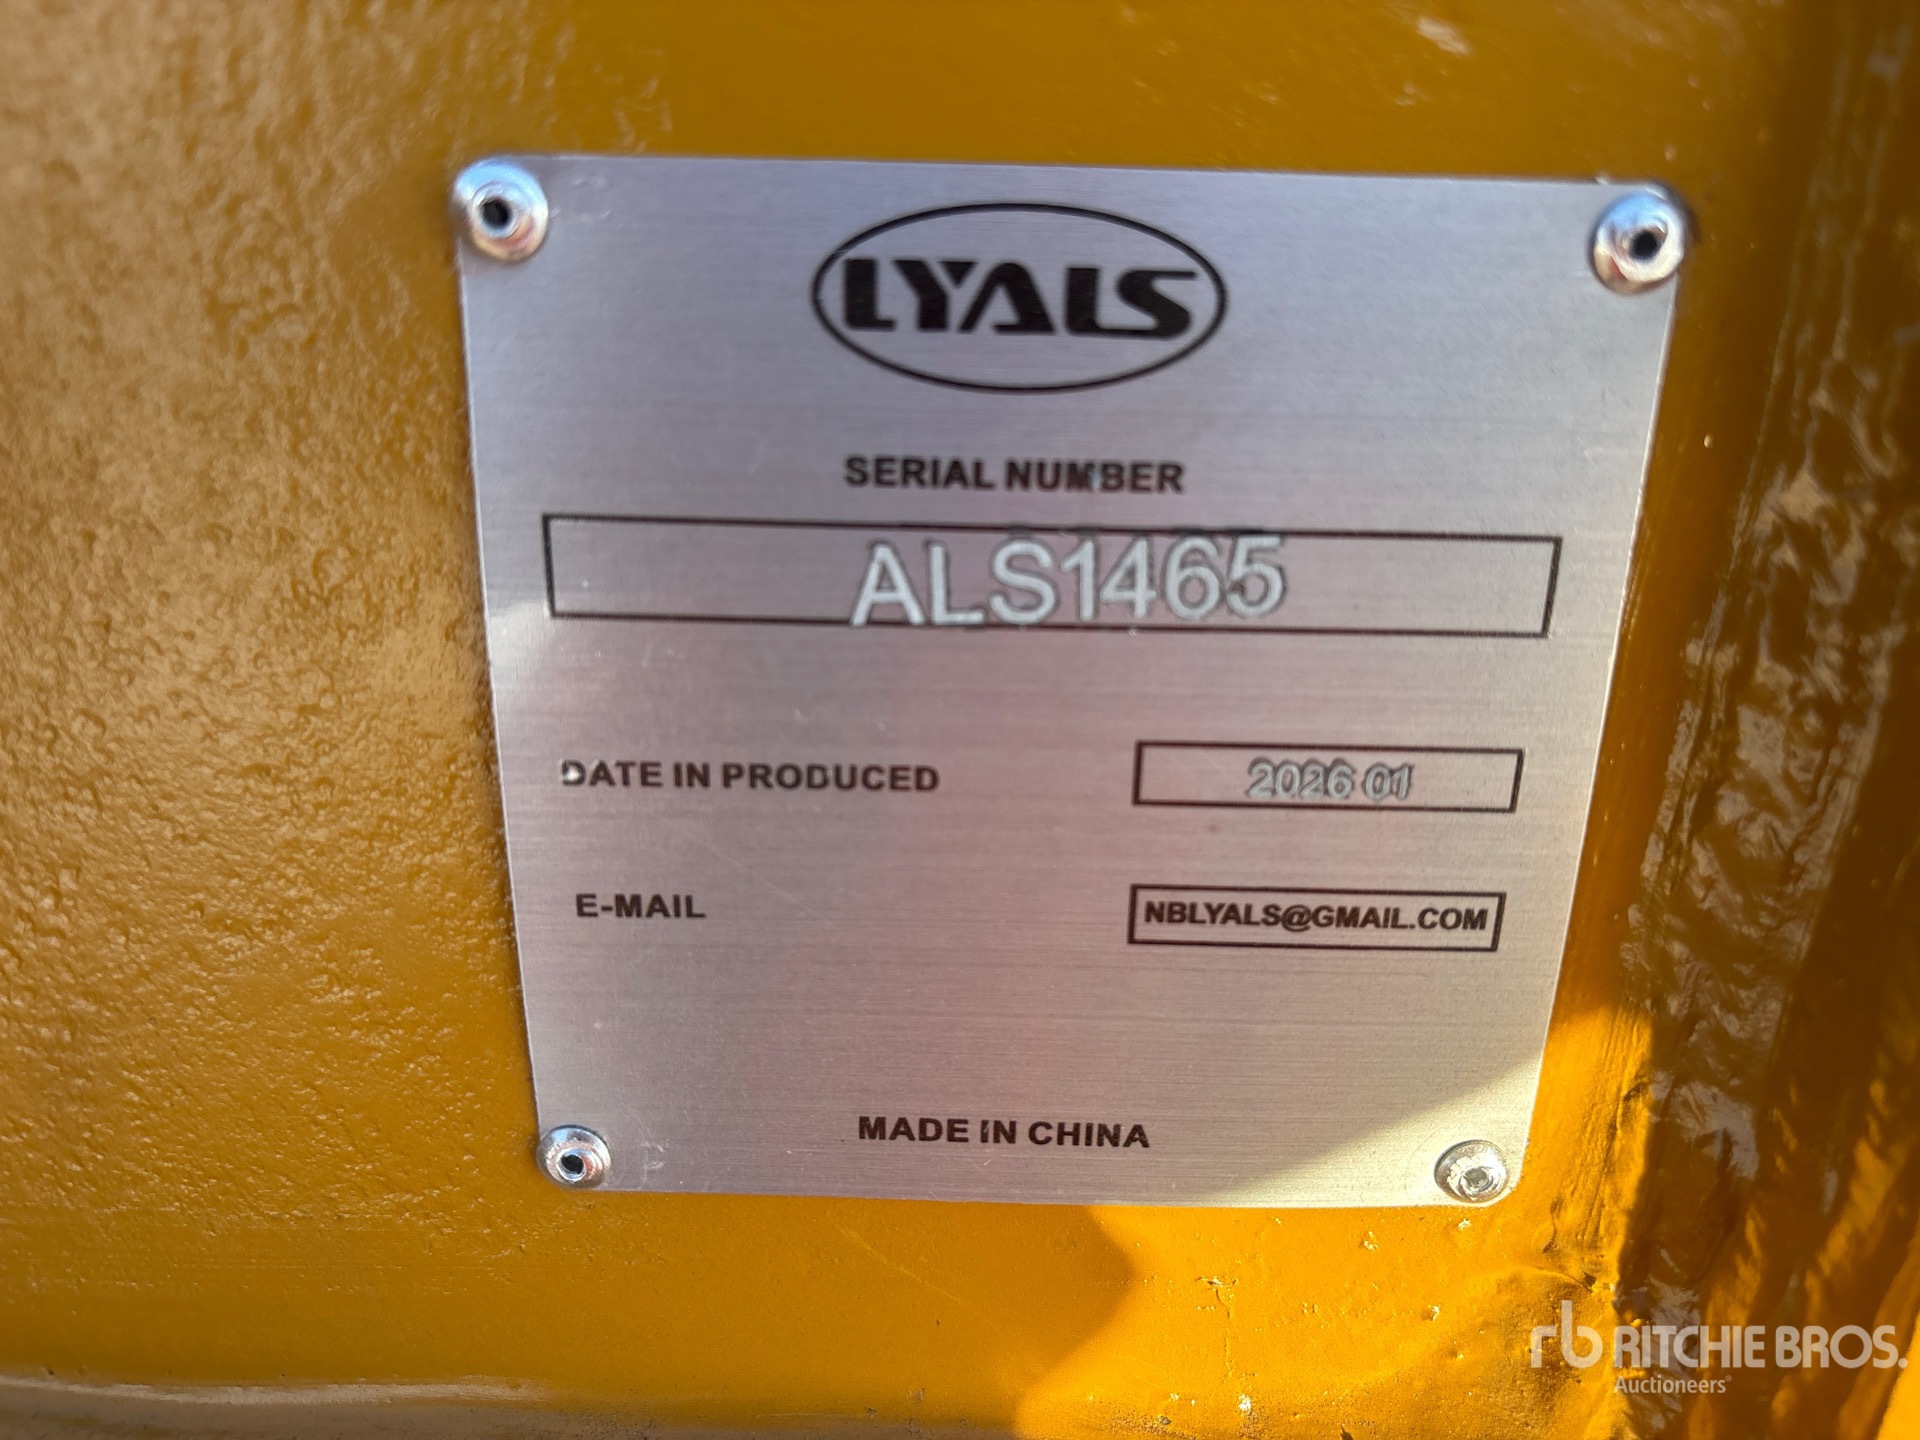 LYALS
SERIAL NUMBER
ALS1465
DATE IN PRODUCED 2026 01
E-MAIL NBLYALS@GMAIL.COM
MADE IN CHINA
rb RITCHIE BROS.
Auctioneers